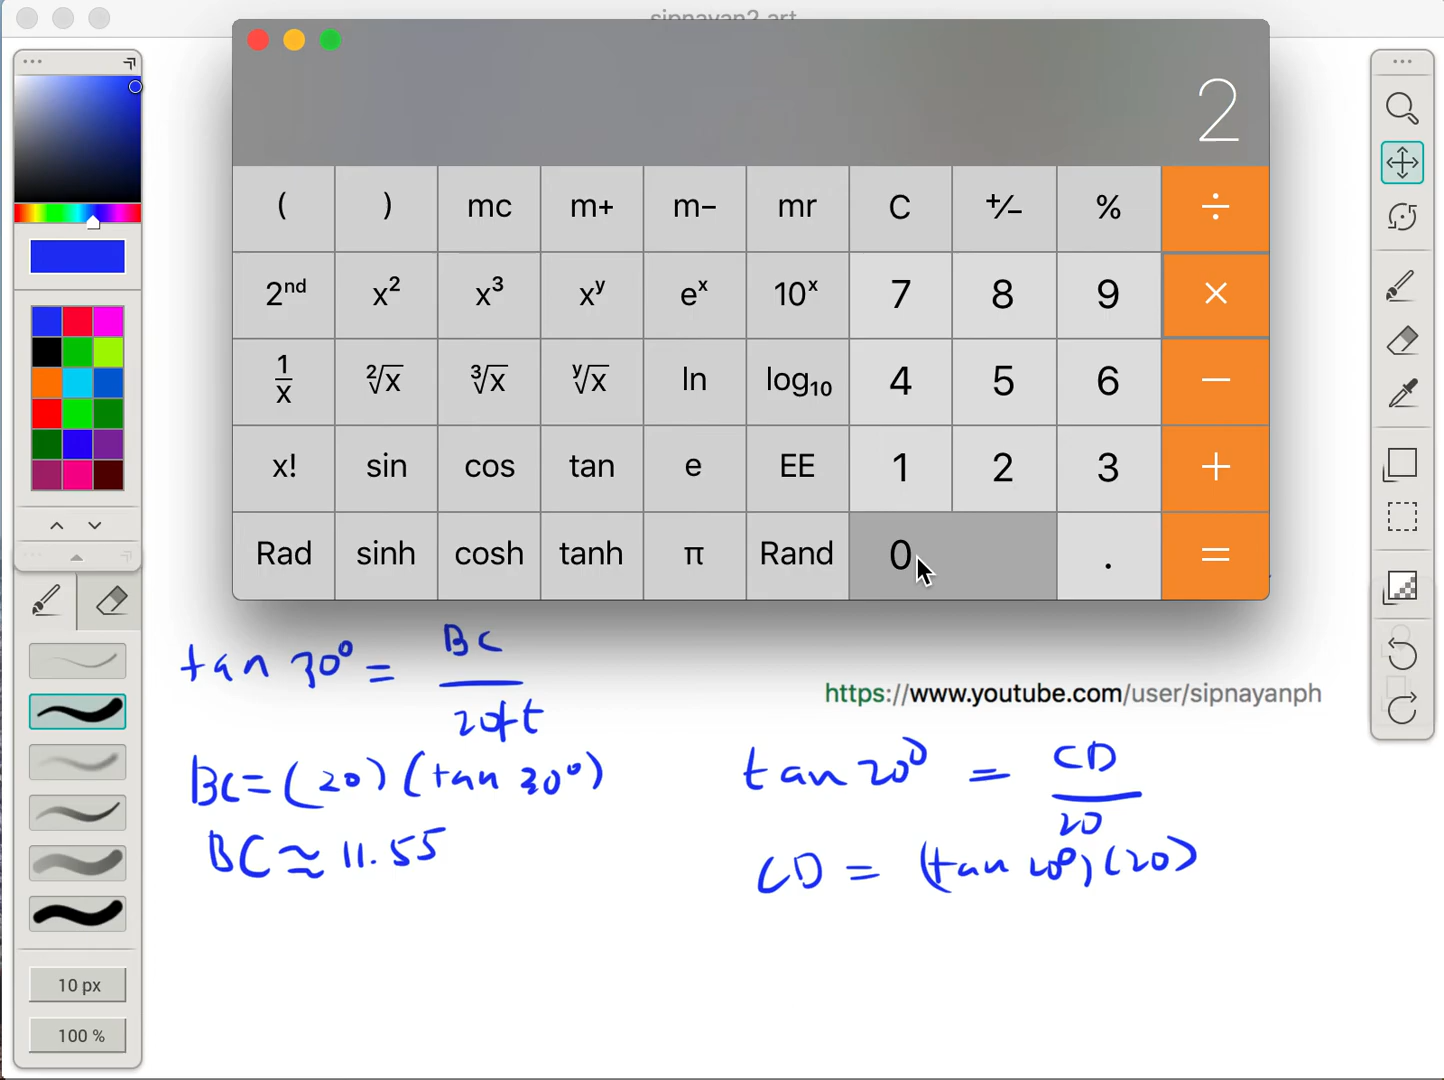 sipnayan2.art
2
( ) mc m+ m− mr C +/− % ÷
2nd x² x³ xʸ eˣ 10ˣ 7 8 9 ×
1/x ²√x ³√x ʸ√x ln log₁₀ 4 5 6 −
x! sin cos tan e EE 1 2 3 +
Rad sinh cosh tanh π Rand 0 . =
tan 30° = BC / 20ft
BC = (20)(tan 30°)
BC ≈ 11.55
https://www.youtube.com/user/sipnayanph
tan 20° = CD / 20
CD = (tan 20°)(20)
10 px
100 %